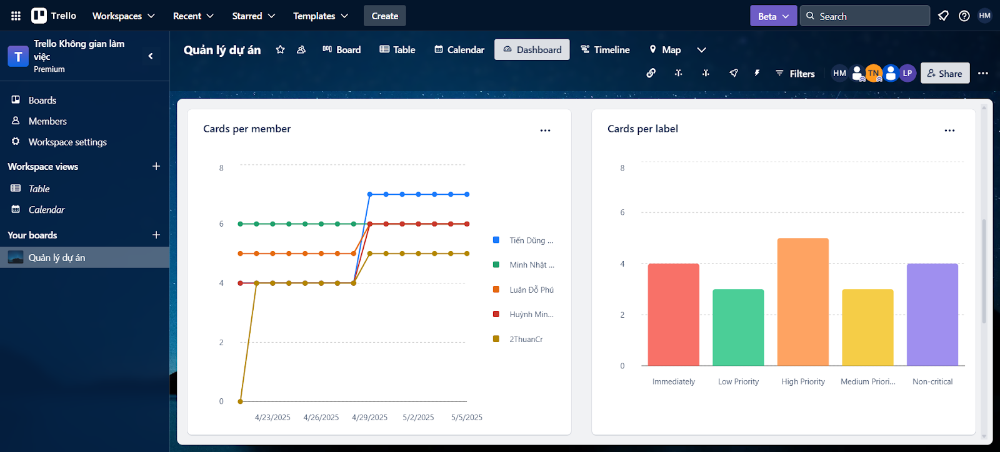 Trello
Workspaces
Recent
Starred
Templates
Create
Beta
Search
HM
T
Trello Không gian làm
việc
Premium
Boards
Members
Workspace settings
Workspace views
Table
Calendar
Your boards
Quản lý dự án
Quản lý dự án
Board
Table
Calendar
Dashboard
Timeline
Map
Filters
HM
TN
LP
Share
Cards per member
8
6
4
2
0
4/23/2025
4/26/2025
4/29/2025
5/2/2025
5/5/2025
Tiến Dũng ...
Minh Nhật ...
Luân Đỗ Phú
Huỳnh Min...
2ThuanCr
Cards per label
8
6
4
2
0
Immediately
Low Priority
High Priority
Medium Priori...
Non-critical